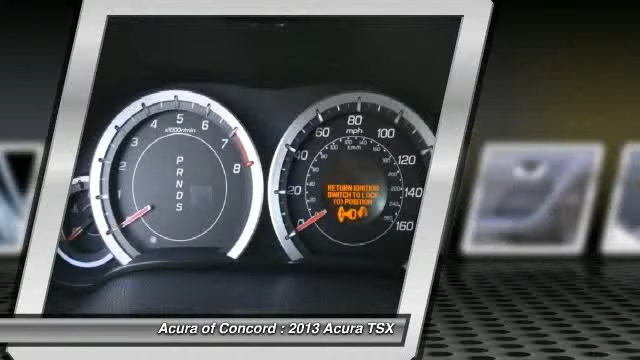 4 5 6 7 8
3
2
1
x1000r/min
P
R
N
D
S
0 20 40 60 80 100 120 140 160
mph
km/h
RETURN IGNITION
SWITCH TO LOCK
(0) POSITION
Acura of Concord : 2013 Acura TSX